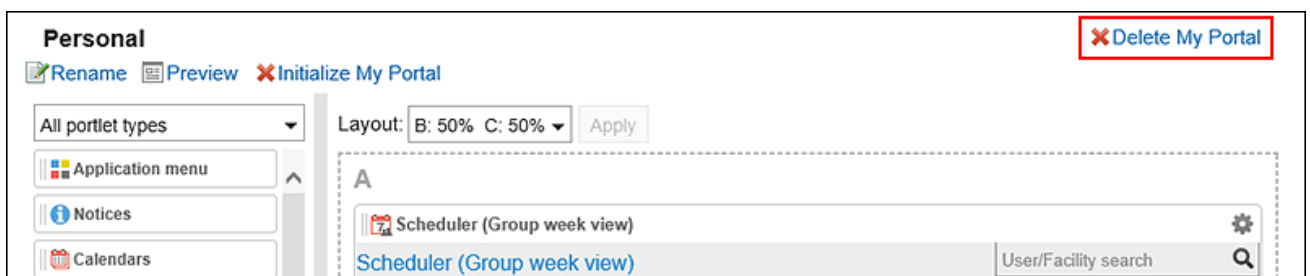 Personal
Delete My Portal
Rename Preview Initialize My Portal
All portlet types
Layout: B: 50% C: 50% Apply
Application menu
A
Notices
Scheduler (Group week view)
Calendars
Scheduler (Group week view)
User/Facility search